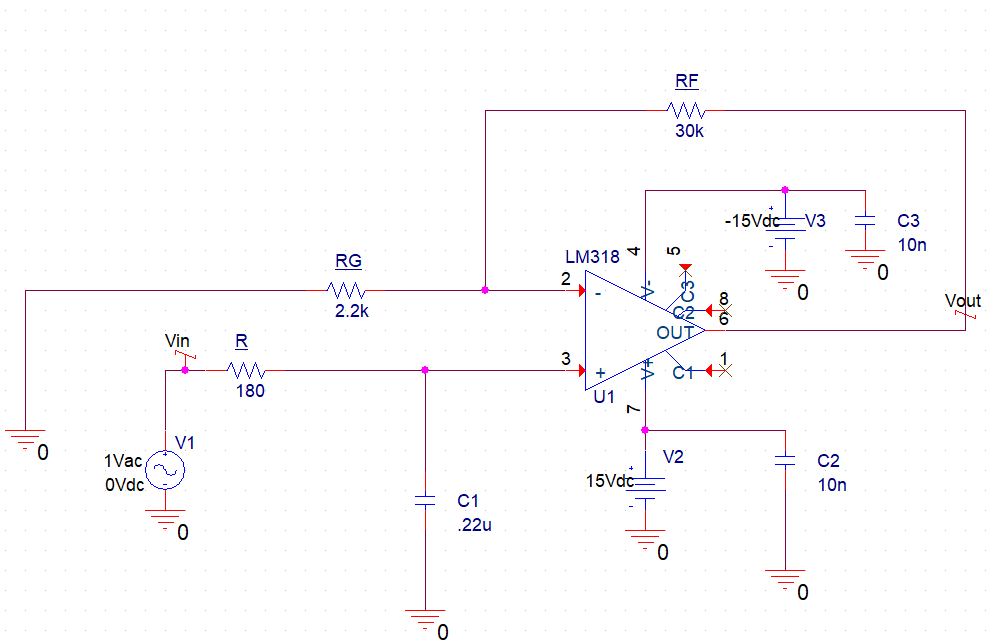 RF
30k
-15Vdc
V3
C3
10n
0
0
4
5
LM318
RG
2.2k
2
-
V-
C3
8
C2
6
OUT
Vout
Vin
R
180
3
+
V+
C1
1
U1
7
0
V1
1Vac
0Vdc
0
V2
15Vdc
0
C2
10n
0
C1
.22u
0